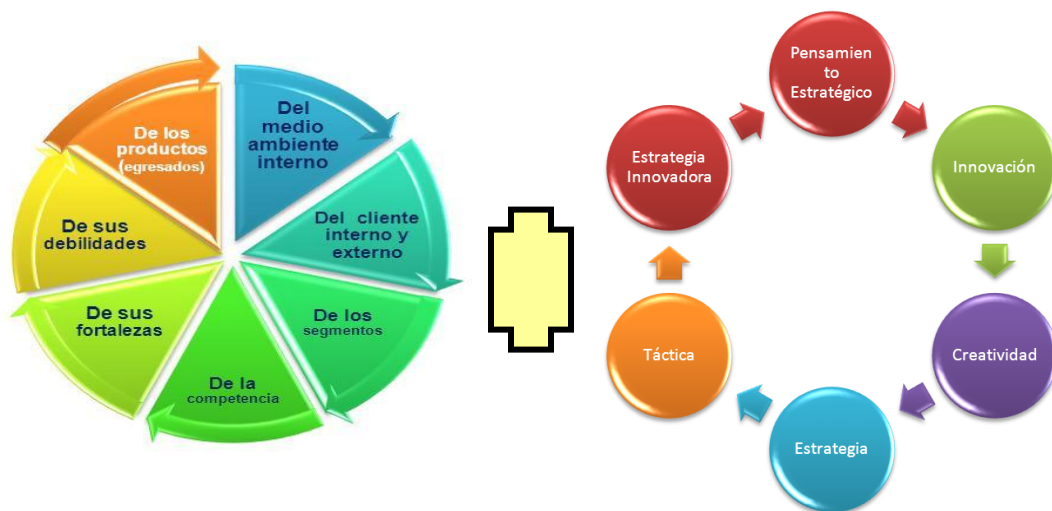 Del
medio
ambiente
interno
Del cliente
interno y
externo
De los
segmentos
De la
competencia
De sus
fortalezas
De sus
debilidades
De los
productos
(egresados)
Pensamien
to
Estratégico
Innovación
Creatividad
Estrategia
Táctica
Estrategia
Innovadora